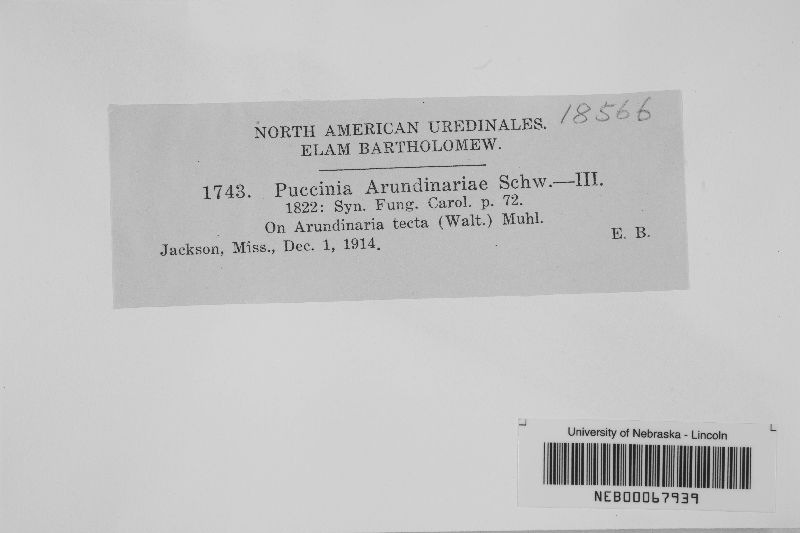 18566
NORTH AMERICAN UREDINALES.
ELAM BARTHOLOMEW.
1743. Puccinia Arundinariae Schw.—III.
1822: Syn. Fung. Carol. p. 72.
On Arundinaria tecta (Walt.) Muhl.
Jackson, Miss., Dec. 1, 1914. E. B.
University of Nebraska - Lincoln
NEB00067939